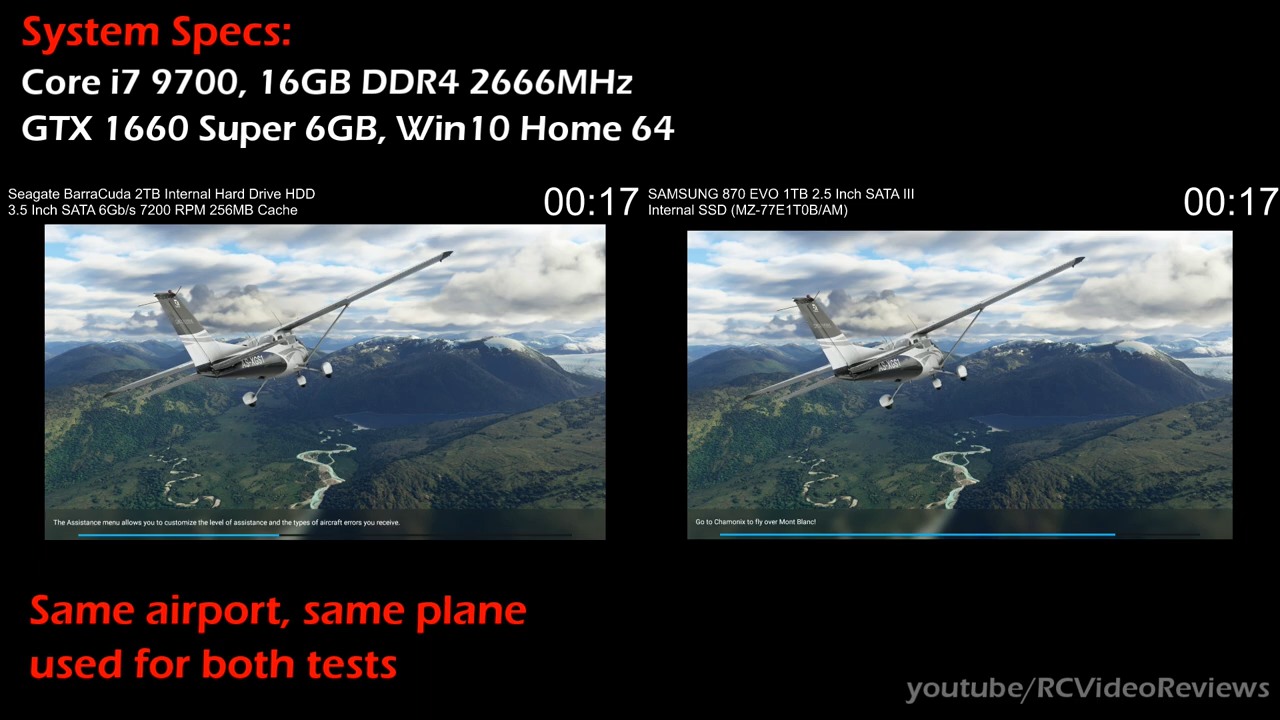 System Specs:
Core i7 9700, 16GB DDR4 2666MHz
GTX 1660 Super 6GB, Win10 Home 64
Seagate BarraCuda 2TB Internal Hard Drive HDD
3.5 Inch SATA 6Gb/s 7200 RPM 256MB Cache
00:17
SAMSUNG 870 EVO 1TB 2.5 Inch SATA III
Internal SSD (MZ-77E1T0B/AM)
00:17
The Assistance menu allows you to customize the level of assistance and the types of aircraft errors you receive.
Go to Chamonix to fly over Mont Blanc!
Same airport, same plane
used for both tests
youtube/RCVideoReviews